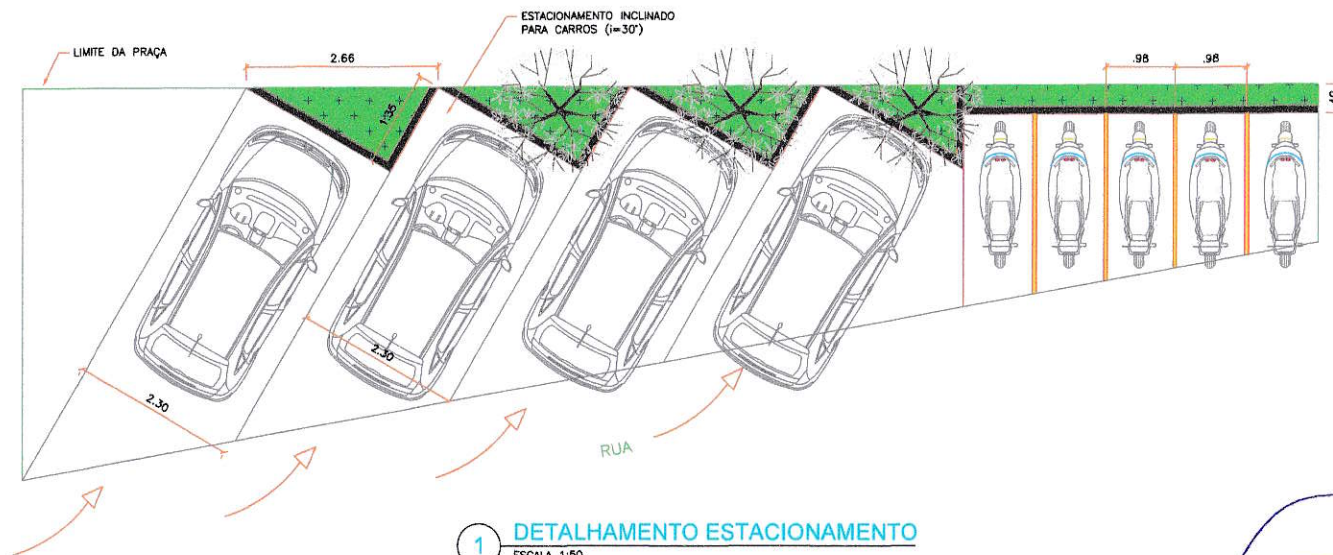 ESTACIONAMENTO INCLINADO
PARA CARROS (i=30°)
LIMITE DA PRAÇA
2.66
.98
.98
1.35
2.30
2.30
RUA
1
DETALHAMENTO ESTACIONAMENTO
ESCALA 1:50